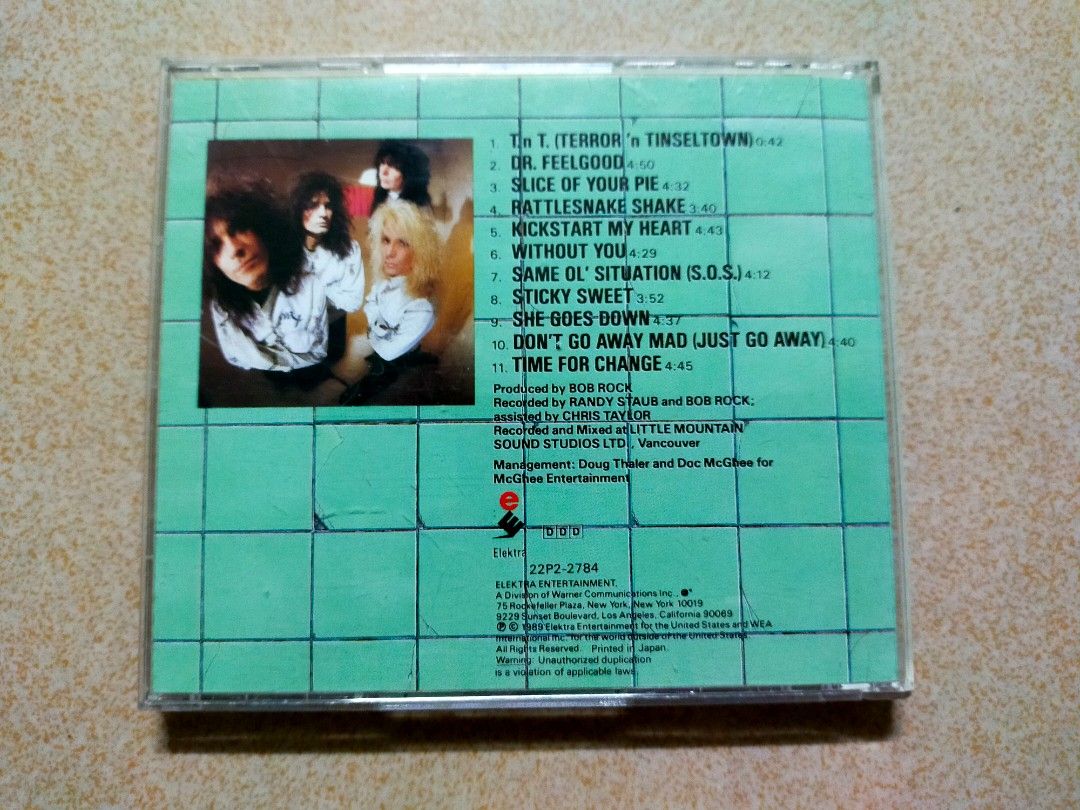 1. T.n T. (TERROR 'n TINSELTOWN) 0:42
2. DR. FEELGOOD 4:50
3. SLICE OF YOUR PIE 4:32
4. RATTLESNAKE SHAKE 3:40
5. KICKSTART MY HEART 4:43
6. WITHOUT YOU 4:29
7. SAME OL' SITUATION (S.O.S.) 4:12
8. STICKY SWEET 3:52
9. SHE GOES DOWN 4:37
10. DON'T GO AWAY MAD (JUST GO AWAY) 4:40
11. TIME FOR CHANGE 4:45
Produced by BOB ROCK
Recorded by RANDY STAUB and BOB ROCK;
assisted by CHRIS TAYLOR
Recorded and Mixed at LITTLE MOUNTAIN
SOUND STUDIOS LTD., Vancouver
Management: Doug Thaler and Doc McGhee for
McGhee Entertainment
e
Elektra
DDD
22P2-2784
ELEKTRA ENTERTAINMENT,
A Division of Warner Communications Inc.,
75 Rockefeller Plaza, New York, New York 10019
9229 Sunset Boulevard, Los Angeles, California 90069
℗ © 1989 Elektra Entertainment for the United States and WEA
International Inc. for the world outside of the United States.
All Rights Reserved. Printed in Japan.
Warning: Unauthorized duplication
is a violation of applicable laws.